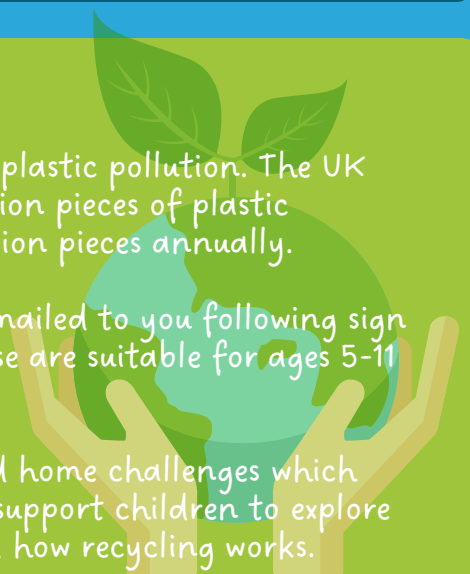 plastic pollution. The UK
ion pieces of plastic
ion pieces annually.
mailed to you following sign
se are suitable for ages 5-11
d home challenges which
support children to explore
how recycling works.